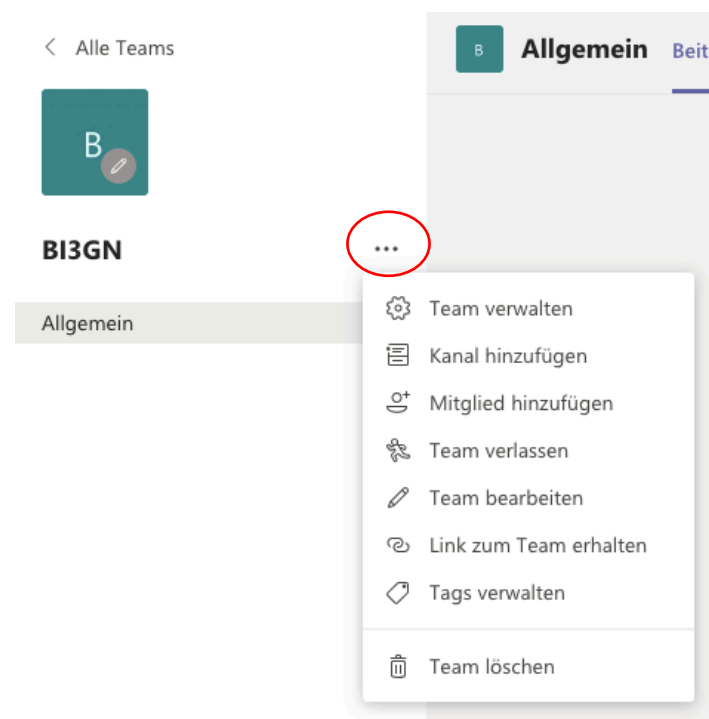 Alle Teams
B
BI3GN
...
Allgemein
B
Allgemein Beit
Team verwalten
Kanal hinzufügen
Mitglied hinzufügen
Team verlassen
Team bearbeiten
Link zum Team erhalten
Tags verwalten
Team löschen